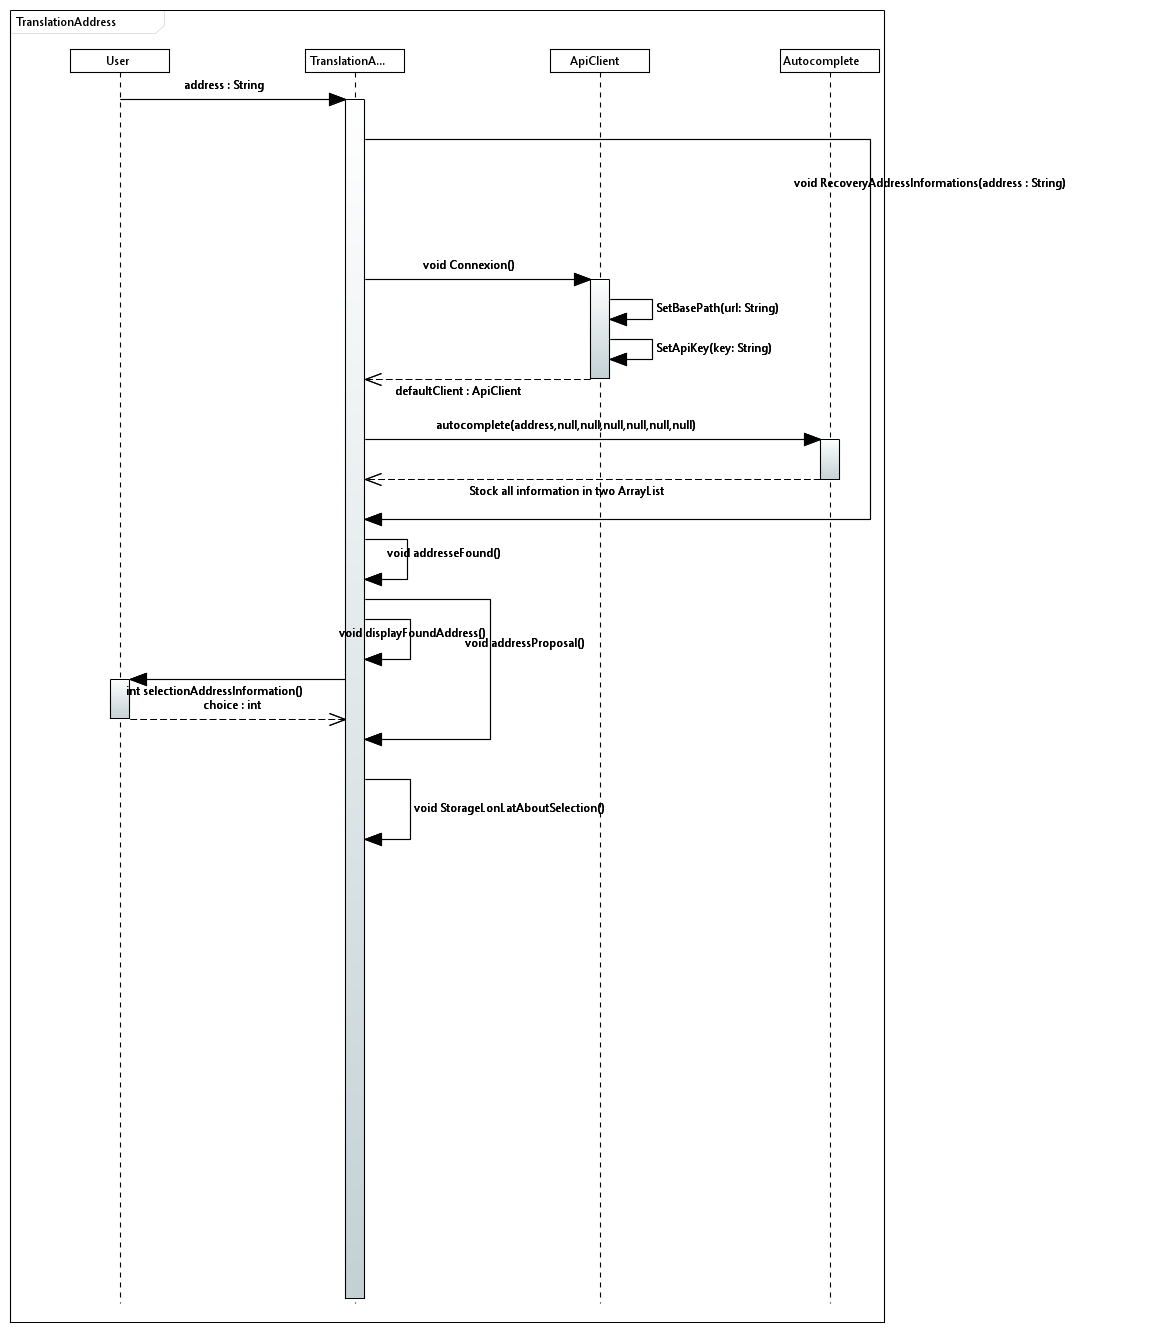 TranslationAddress
User
TranslationA...
ApiClient
Autocomplete
address : String
void RecoveryAddressInformations(address : String)
void Connexion()
SetBasePath(url: String)
SetApiKey(key: String)
defaultClient : ApiClient
autocomplete(address,null,null,null,null,null,null)
Stock all information in two ArrayList
void addresseFound()
void displayFoundAddress()
void addressProposal()
int selectionAddressInformation()
choice : int
void StorageLonLatAboutSelection()